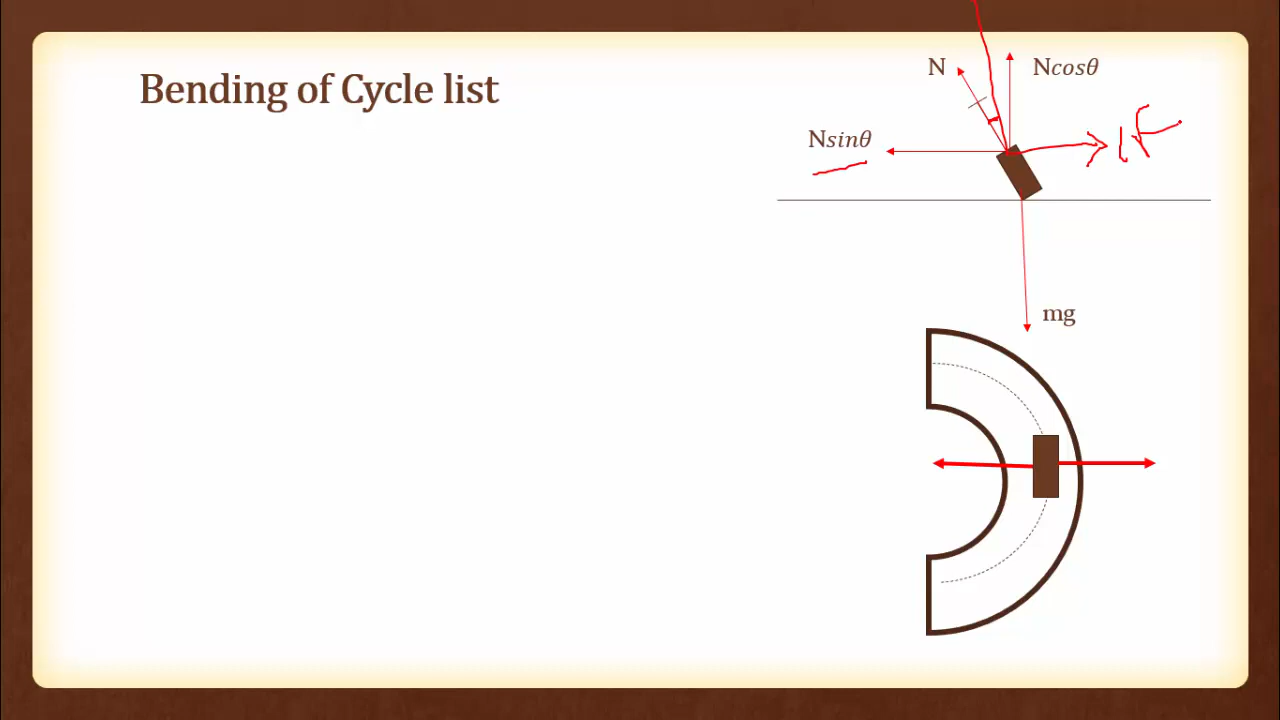 Bending of Cycle list
N
Ncosθ
Nsinθ
mg